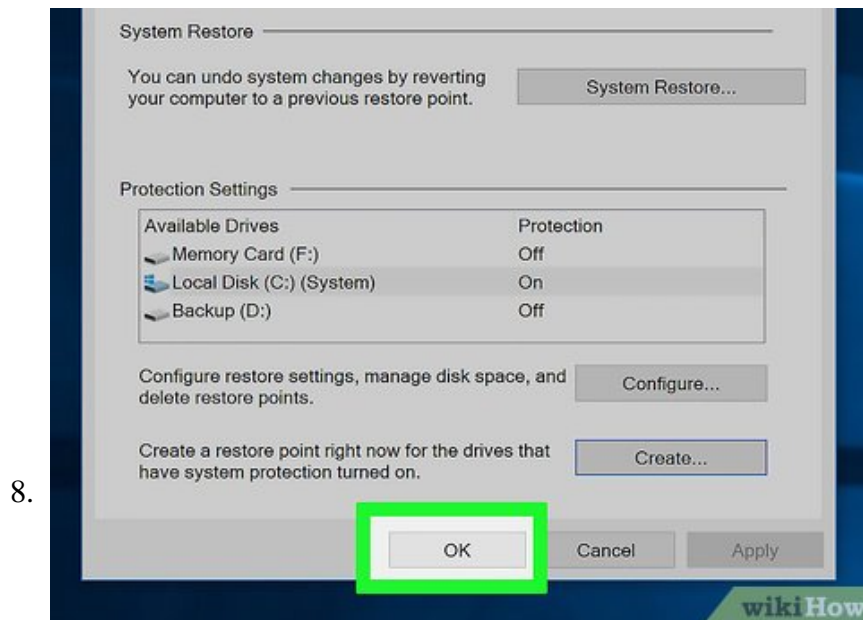 System Restore
You can undo system changes by reverting
your computer to a previous restore point.
System Restore...
Protection Settings
Available Drives Protection
Memory Card (F:) Off
Local Disk (C:) (System) On
Backup (D:) Off
Configure restore settings, manage disk space, and
delete restore points.
Configure...
Create a restore point right now for the drives that
have system protection turned on.
Create...
8.
OK Cancel Apply
wikiHow